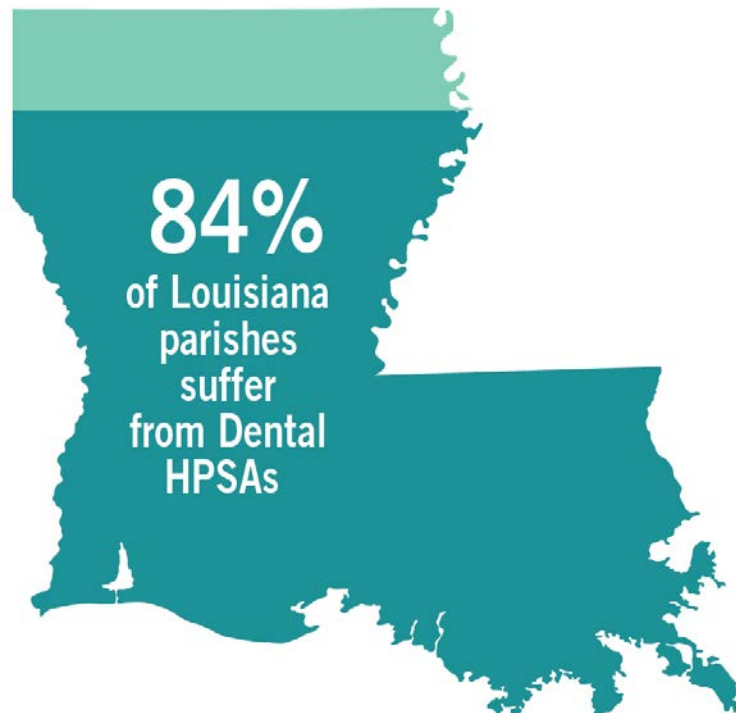 84%
of Louisiana
parishes
suffer
from Dental
HPSAs